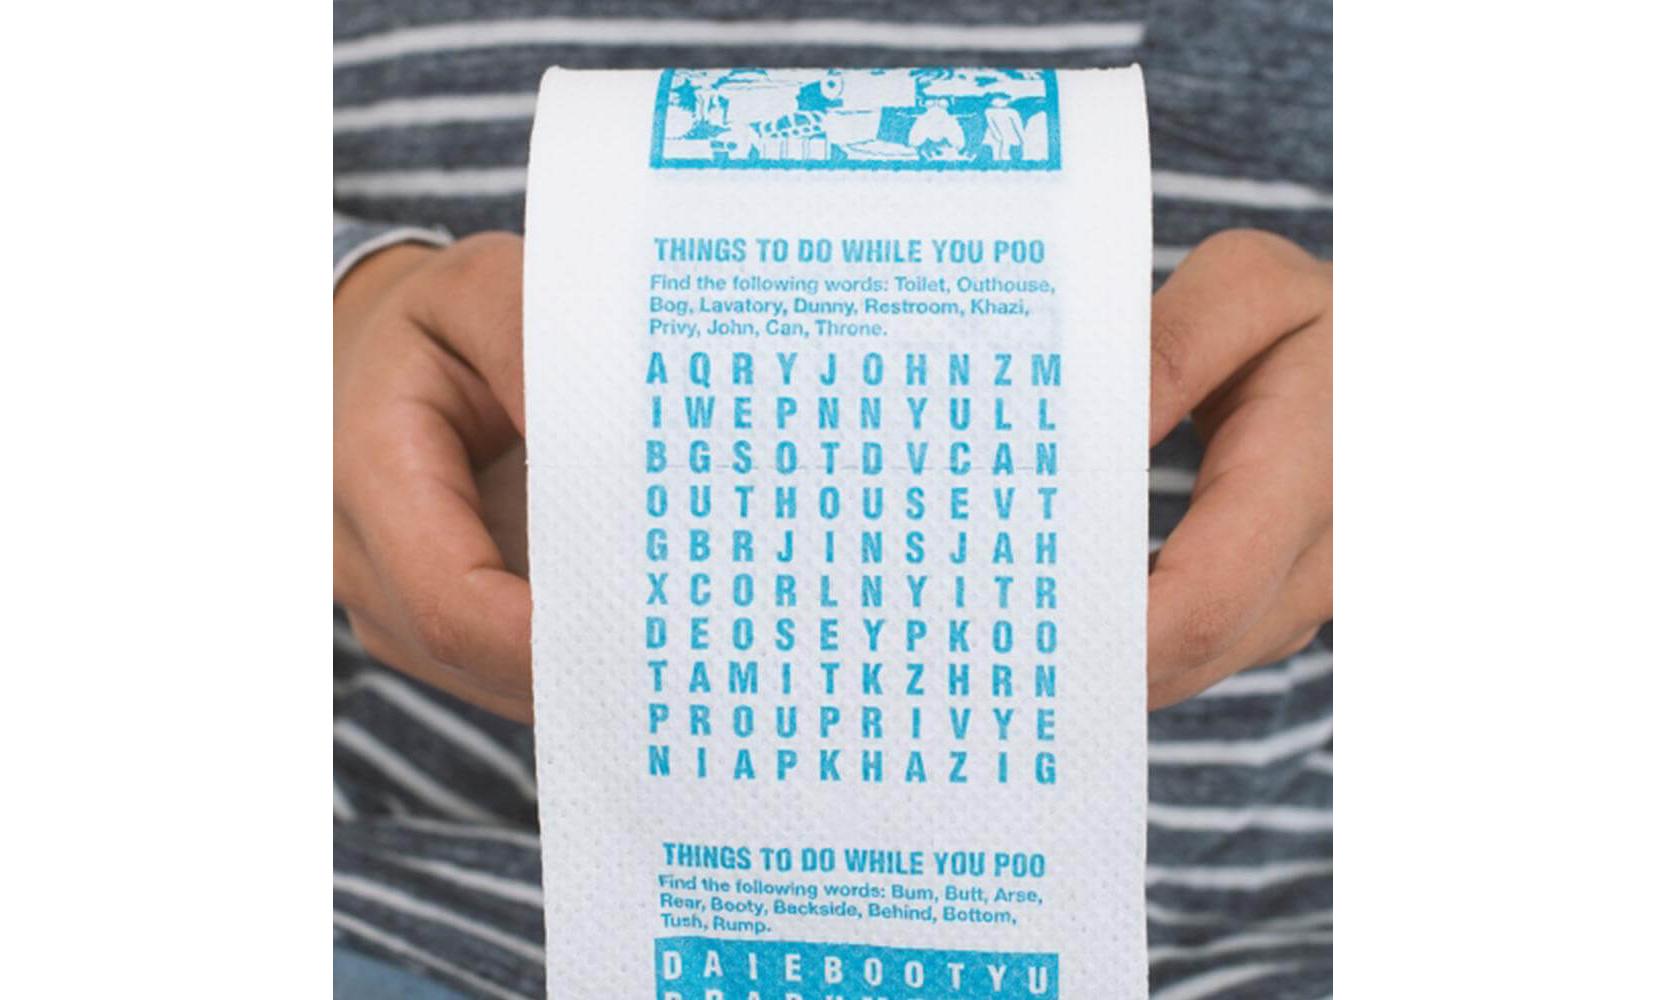 THINGS TO DO WHILE YOU POO
Find the following words: Toilet, Outhouse,
Bog, Lavatory, Dunny, Restroom, Khazi,
Privy, John, Can, Throne.
A Q R Y J O H N Z M
I W E P N N Y U L L
B G S O T D V C A N
O U T H O U S E V T
G B R J I N S J A H
X C O R L N Y I T R
D E O S E Y P K O O
T A M I T K Z H R N
P R O U P R I V Y E
N I A P K H A Z I G
THINGS TO DO WHILE YOU POO
Find the following words: Bum, Butt, Arse,
Rear, Booty, Backside, Behind, Bottom,
Tush, Rump.
D A I E B O O T Y U